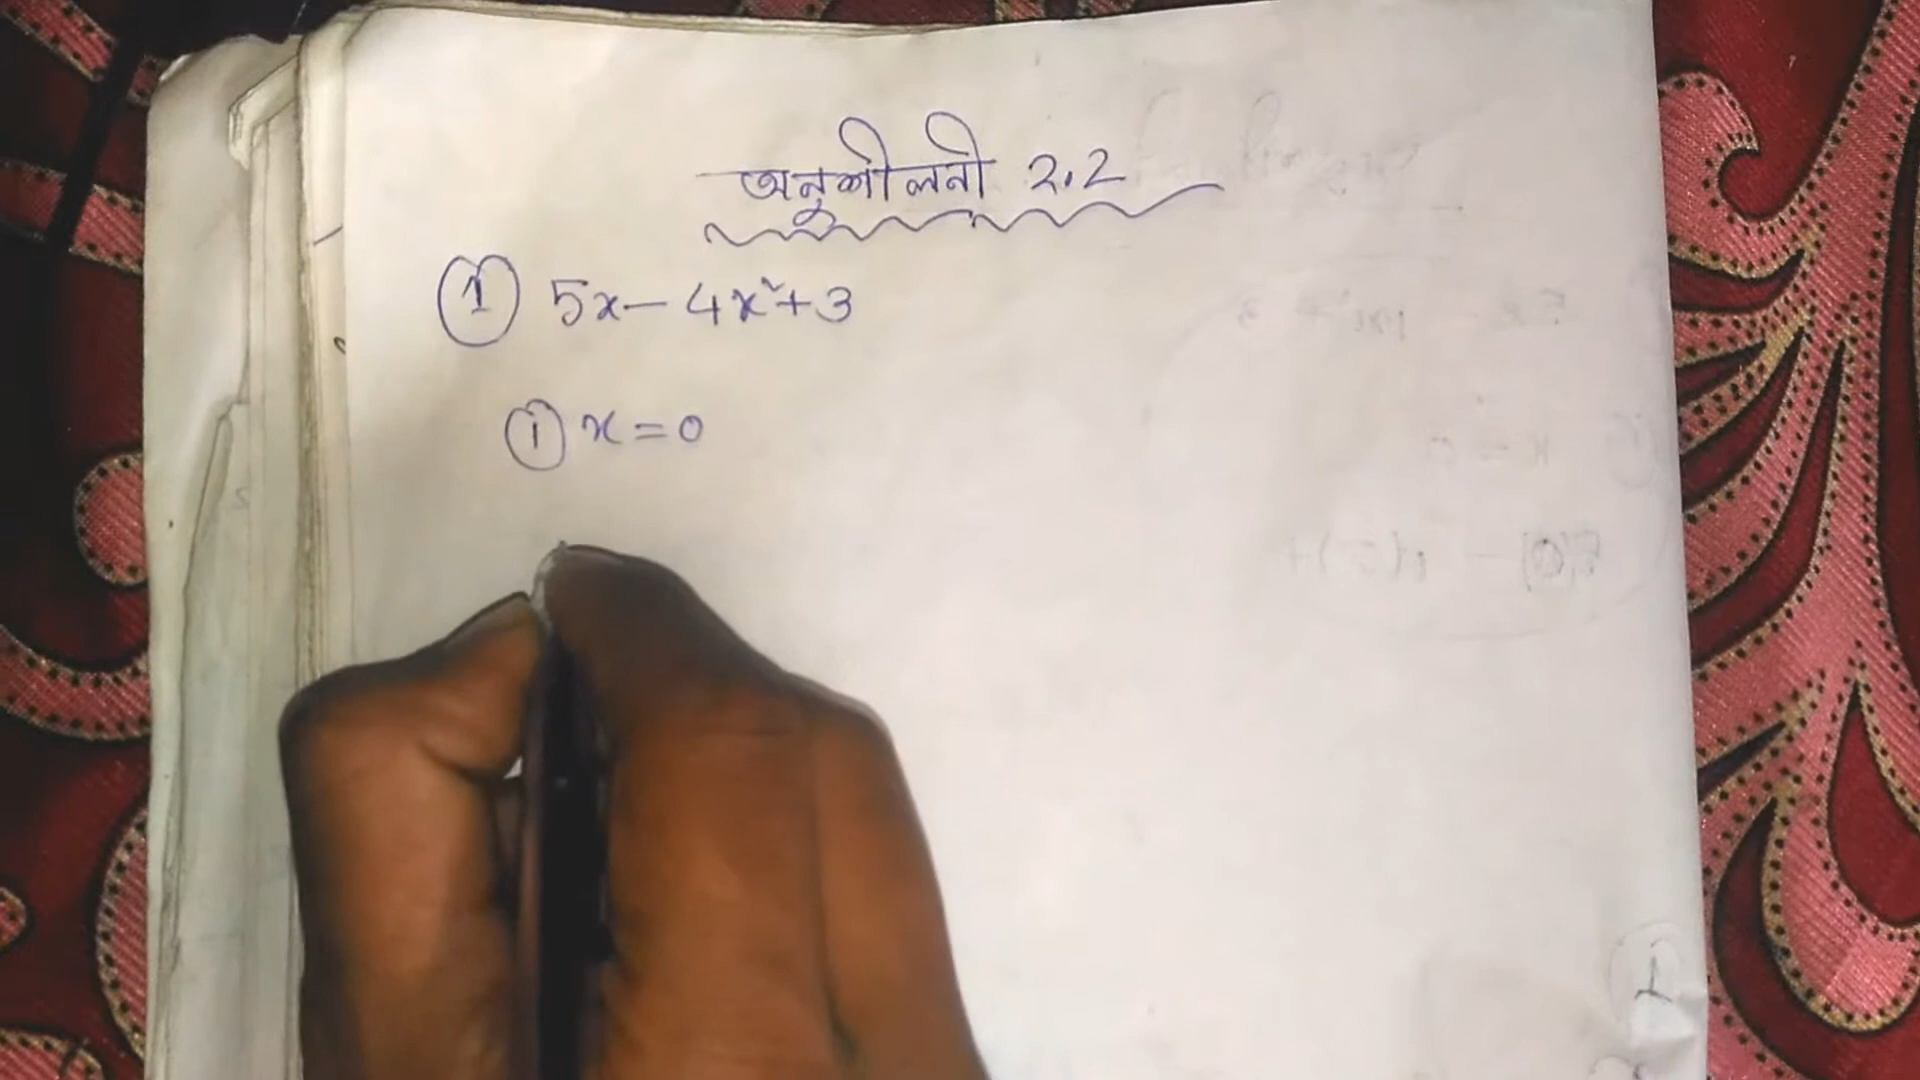 অনুশীলনী 2.2
① 5x - 4x² + 3
ⓘ x = 0